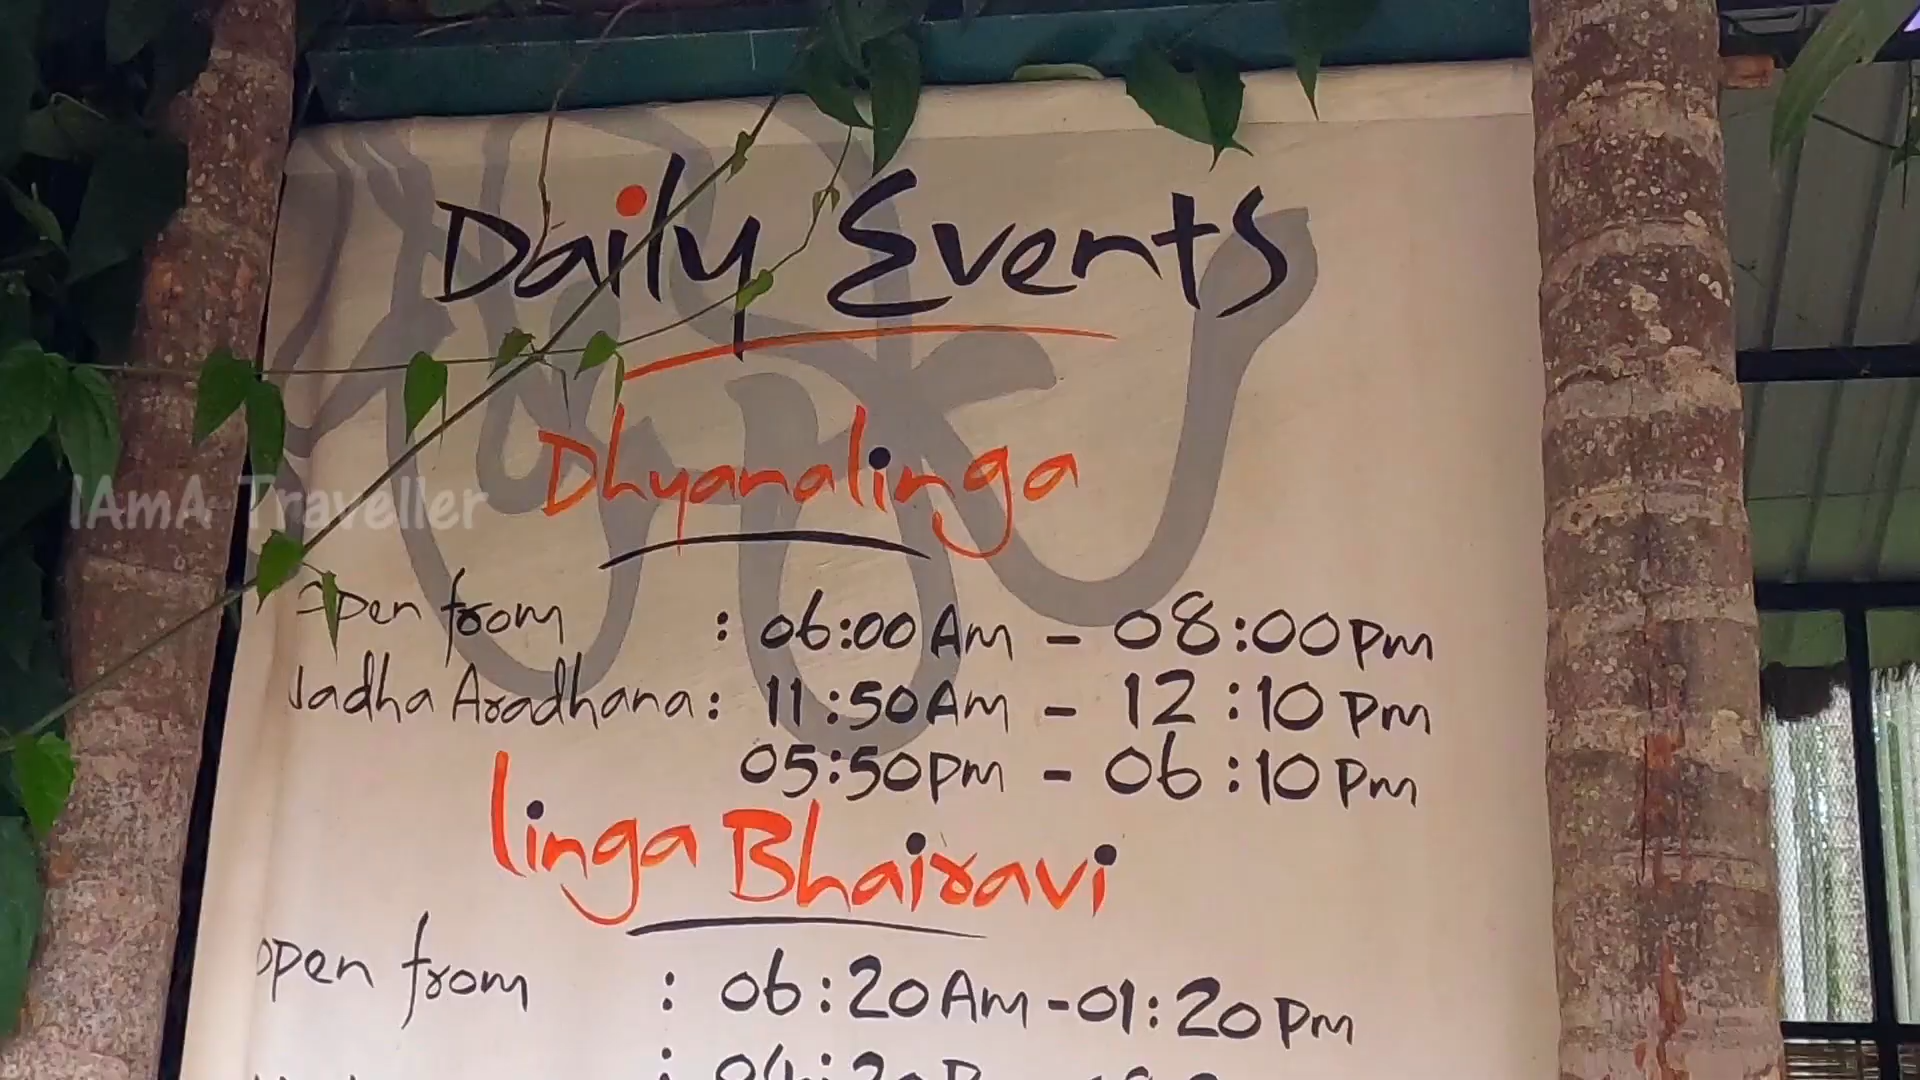 Daily Events
Dhyanalinga
IAmA Traveller
Open from : 06:00 Am - 08:00 pm
Nadha Aradhana : 11:50 Am - 12:10 pm
05:50 pm - 06:10 pm
linga Bhairavi
Open from : 06:20 Am - 01:20 pm